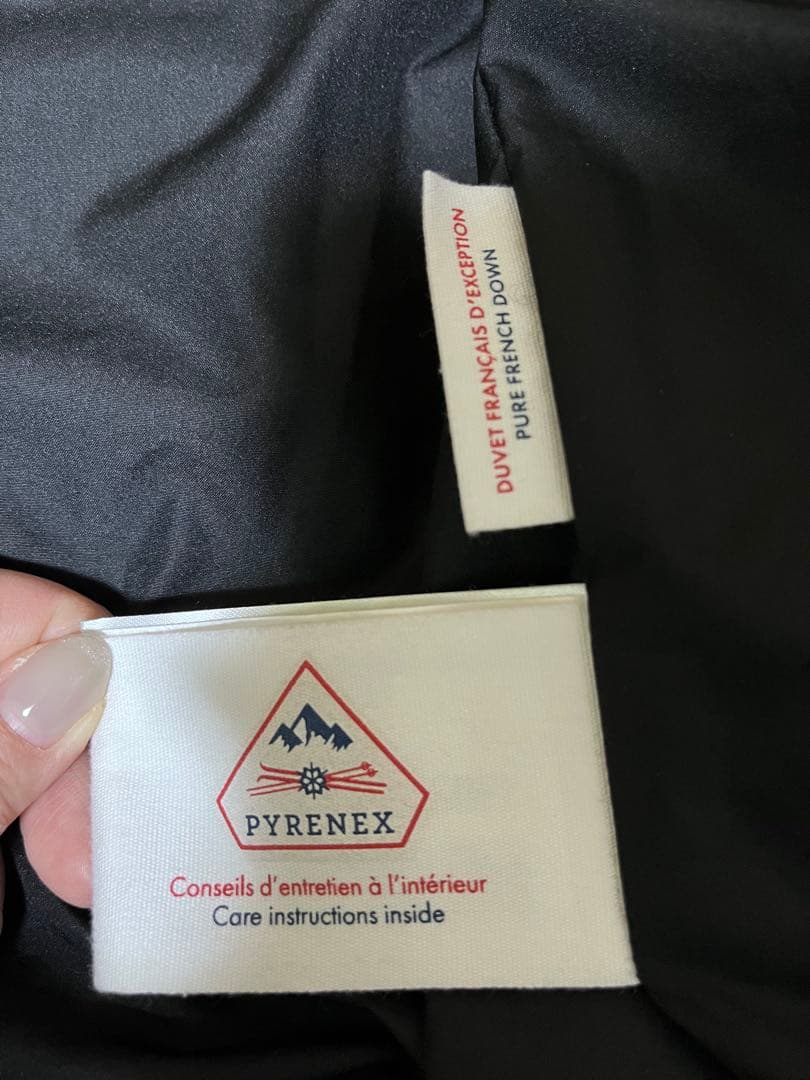 DUVET FRANÇAIS D'EXCEPTION
PURE FRENCH DOWN
PYRENEX
Conseils d'entretien à l'intérieur
Care instructions inside